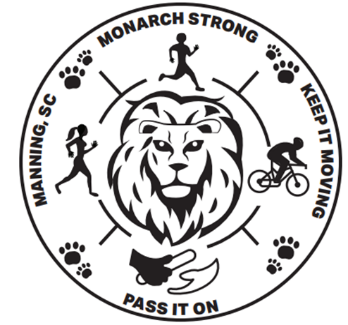 MONARCH STRONG
KEEP IT MOVING
PASS IT ON
MANNING, SC